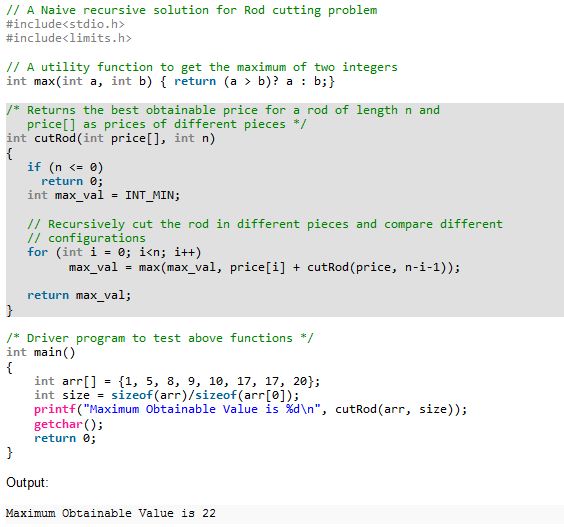 // A Naive recursive solution for Rod cutting problem
#include<stdio.h>
#include<limits.h>
// A utility function to get the maximum of two integers
int max(int a, int b) { return (a > b)? a : b;}
/* Returns the best obtainable price for a rod of length n and
   price[] as prices of different pieces */
int cutRod(int price[], int n)
{
   if (n <= 0)
     return 0;
   int max_val = INT_MIN;
   // Recursively cut the rod in different pieces and compare different
   // configurations
   for (int i = 0; i<n; i++)
         max_val = max(max_val, price[i] + cutRod(price, n-i-1));
   return max_val;
}
/* Driver program to test above functions */
int main()
{
    int arr[] = {1, 5, 8, 9, 10, 17, 17, 20};
    int size = sizeof(arr)/sizeof(arr[0]);
    printf("Maximum Obtainable Value is %d\n", cutRod(arr, size));
    getchar();
    return 0;
}
Output:
Maximum Obtainable Value is 22